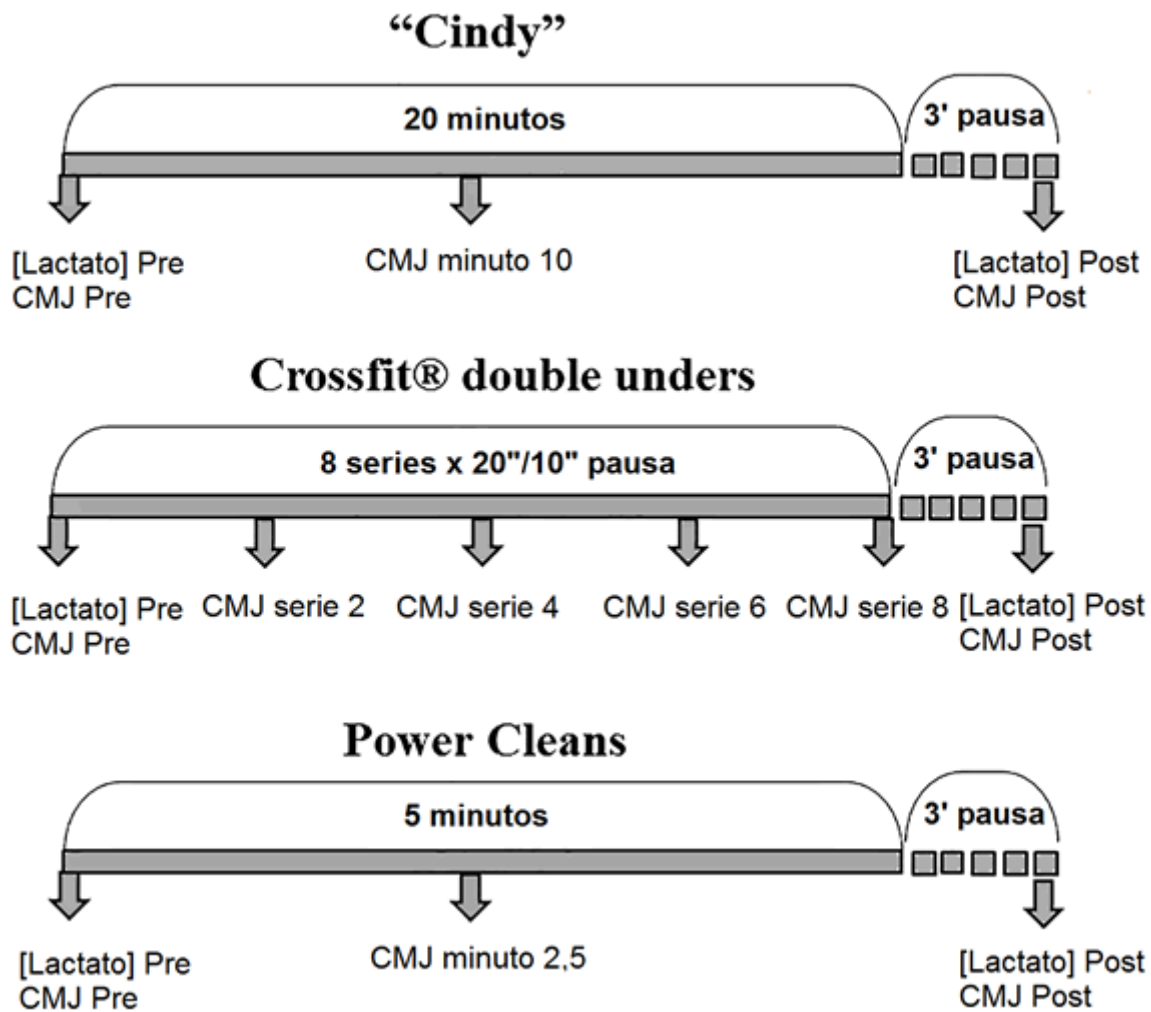 “Cindy”
20 minutos
3' pausa
[Lactato] Pre
CMJ Pre
CMJ minuto 10
[Lactato] Post
CMJ Post
Crossfit® double unders
8 series x 20"/10" pausa
3' pausa
[Lactato] Pre
CMJ Pre
CMJ serie 2
CMJ serie 4
CMJ serie 6
CMJ serie 8
[Lactato] Post
CMJ Post
Power Cleans
5 minutos
3' pausa
[Lactato] Pre
CMJ Pre
CMJ minuto 2,5
[Lactato] Post
CMJ Post